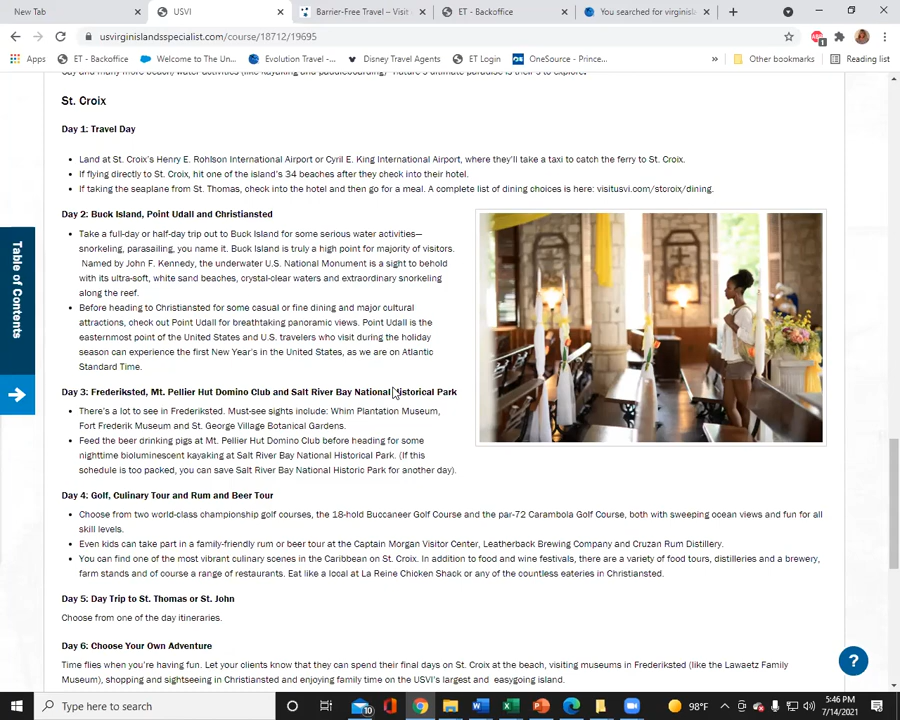 New Tab
USVI
Barrier-Free Travel – Visit
ET - Backoffice
You searched for virginisl
usvirginislandsspecialist.com/course/18712/19695
Apps
ET - Backoffice
Welcome to The Un...
Evolution Travel -...
Disney Travel Agents
ET Login
OneSource - Prince...
»
Other bookmarks
Reading list
St. Croix
Day 1: Travel Day
• Land at St. Croix's Henry E. Rohlson International Airport or Cyril E. King International Airport, where they'll take a taxi to catch the ferry to St. Croix.
• If flying directly to St. Croix, hit one of the island's 34 beaches after they check into their hotel.
• If taking the seaplane from St. Thomas, check into the hotel and then go for a meal. A complete list of dining choices is here: visitusvi.com/stcroix/dining.
Day 2: Buck Island, Point Udall and Christiansted
• Take a full-day or half-day trip out to Buck Island for some serious water activities—
snorkeling, parasailing, you name it. Buck Island is truly a high point for majority of visitors.
Named by John F. Kennedy, the underwater U.S. National Monument is a sight to behold
with its ultra-soft, white sand beaches, crystal-clear waters and extraordinary snorkeling
along the reef.
• Before heading to Christiansted for some casual or fine dining and major cultural
attractions, check out Point Udall for breathtaking panoramic views. Point Udall is the
easternmost point of the United States and U.S. travelers who visit during the holiday
season can experience the first New Year's in the United States, as we are on Atlantic
Standard Time.
Day 3: Frederiksted, Mt. Pellier Hut Domino Club and Salt River Bay National Historical Park
• There's a lot to see in Frederiksted. Must-see sights include: Whim Plantation Museum,
Fort Frederik Museum and St. George Village Botanical Gardens.
• Feed the beer drinking pigs at Mt. Pellier Hut Domino Club before heading for some
nighttime bioluminescent kayaking at Salt River Bay National Historical Park. (If this
schedule is too packed, you can save Salt River Bay National Historic Park for another day).
Day 4: Golf, Culinary Tour and Rum and Beer Tour
• Choose from two world-class championship golf courses, the 18-hold Buccaneer Golf Course and the par-72 Carambola Golf Course, both with sweeping ocean views and fun for all
skill levels.
• Even kids can take part in a family-friendly rum or beer tour at the Captain Morgan Visitor Center, Leatherback Brewing Company and Cruzan Rum Distillery.
• You can find one of the most vibrant culinary scenes in the Caribbean on St. Croix. In addition to food and wine festivals, there are a variety of food tours, distilleries and a brewery,
farm stands and of course a range of restaurants. Eat like a local at La Reine Chicken Shack or any of the countless eateries in Christiansted.
Day 5: Day Trip to St. Thomas or St. John
Choose from one of the day itineraries.
Day 6: Choose Your Own Adventure
Time flies when you're having fun. Let your clients know that they can spend their final days on St. Croix at the beach, visiting museums in Frederiksted (like the Lawaetz Family
Museum), shopping and sightseeing in Christiansted and enjoying family time on the USVI's largest and easygoing island.
Table of Contents
?
Type here to search
10
98°F
5:46 PM
7/14/2021